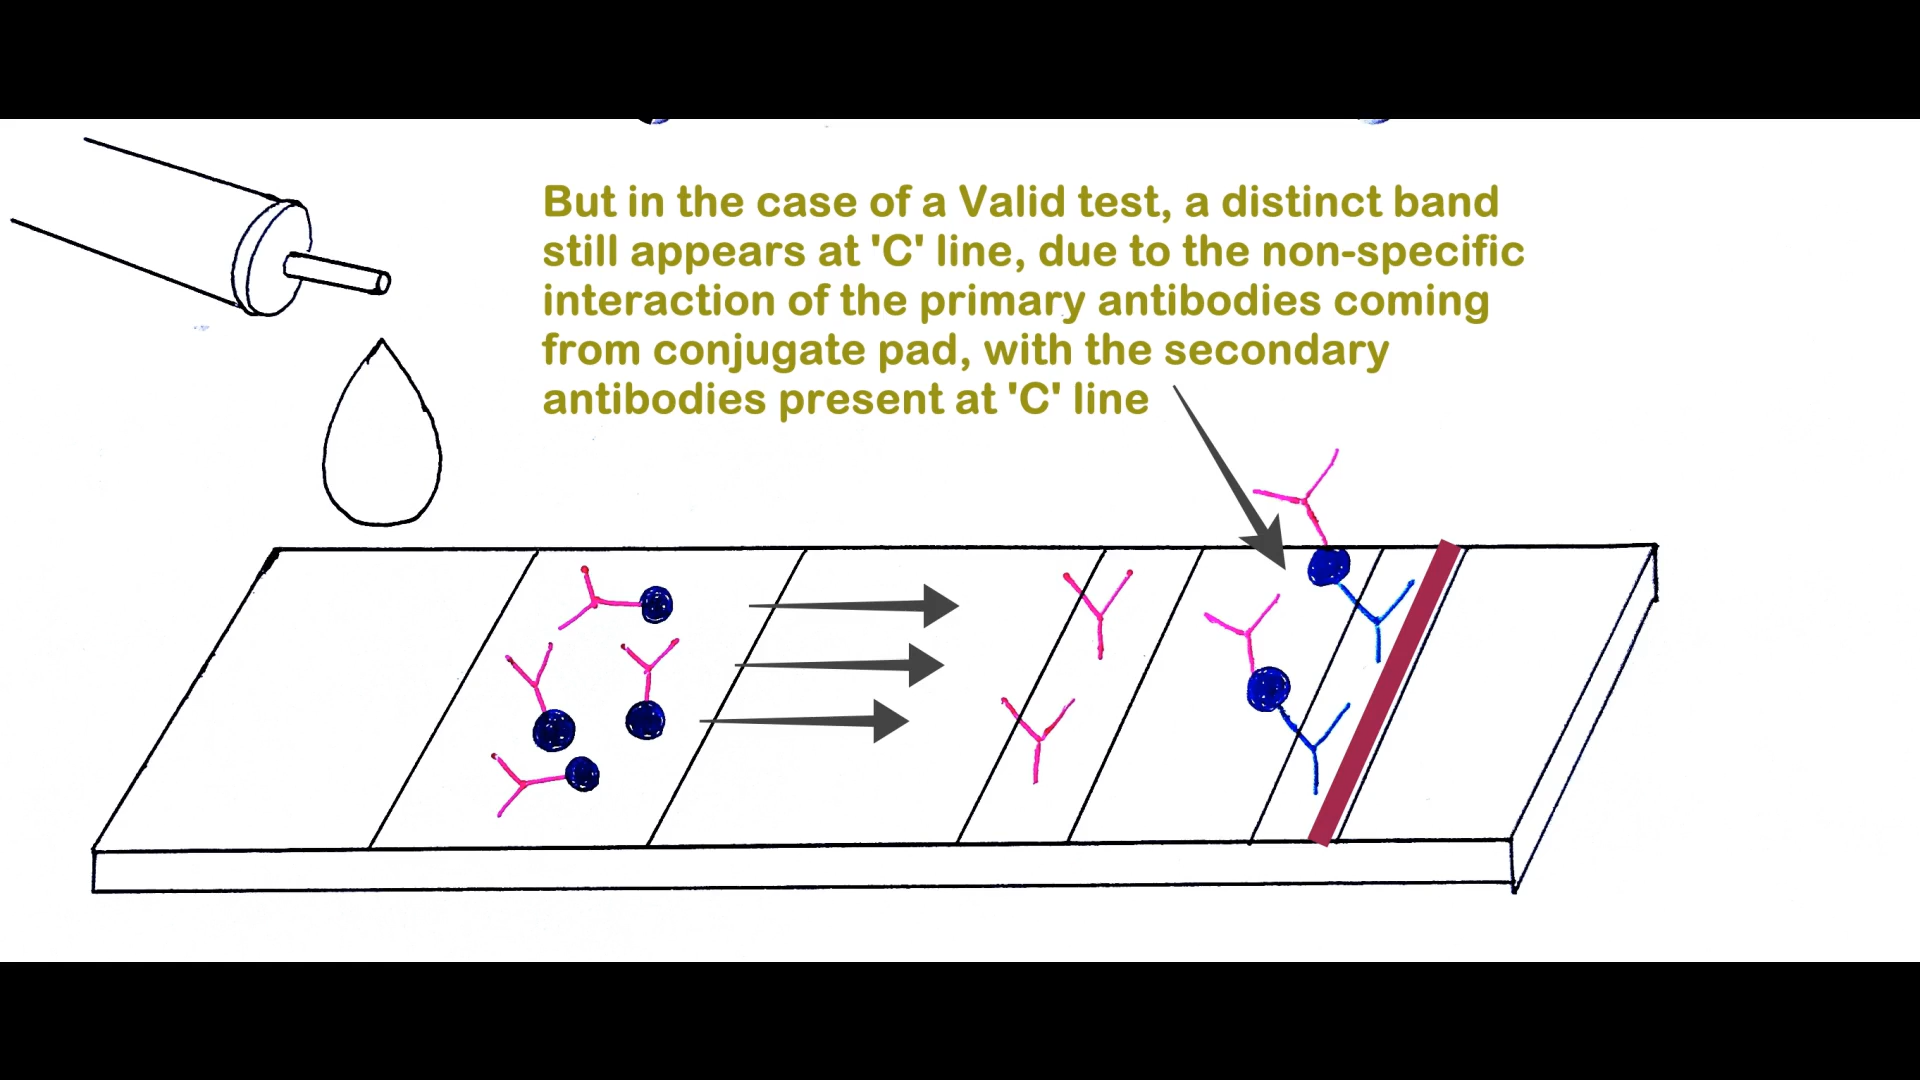 But in the case of a Valid test, a distinct band
still appears at 'C' line, due to the non-specific
interaction of the primary antibodies coming
from conjugate pad, with the secondary
antibodies present at 'C' line